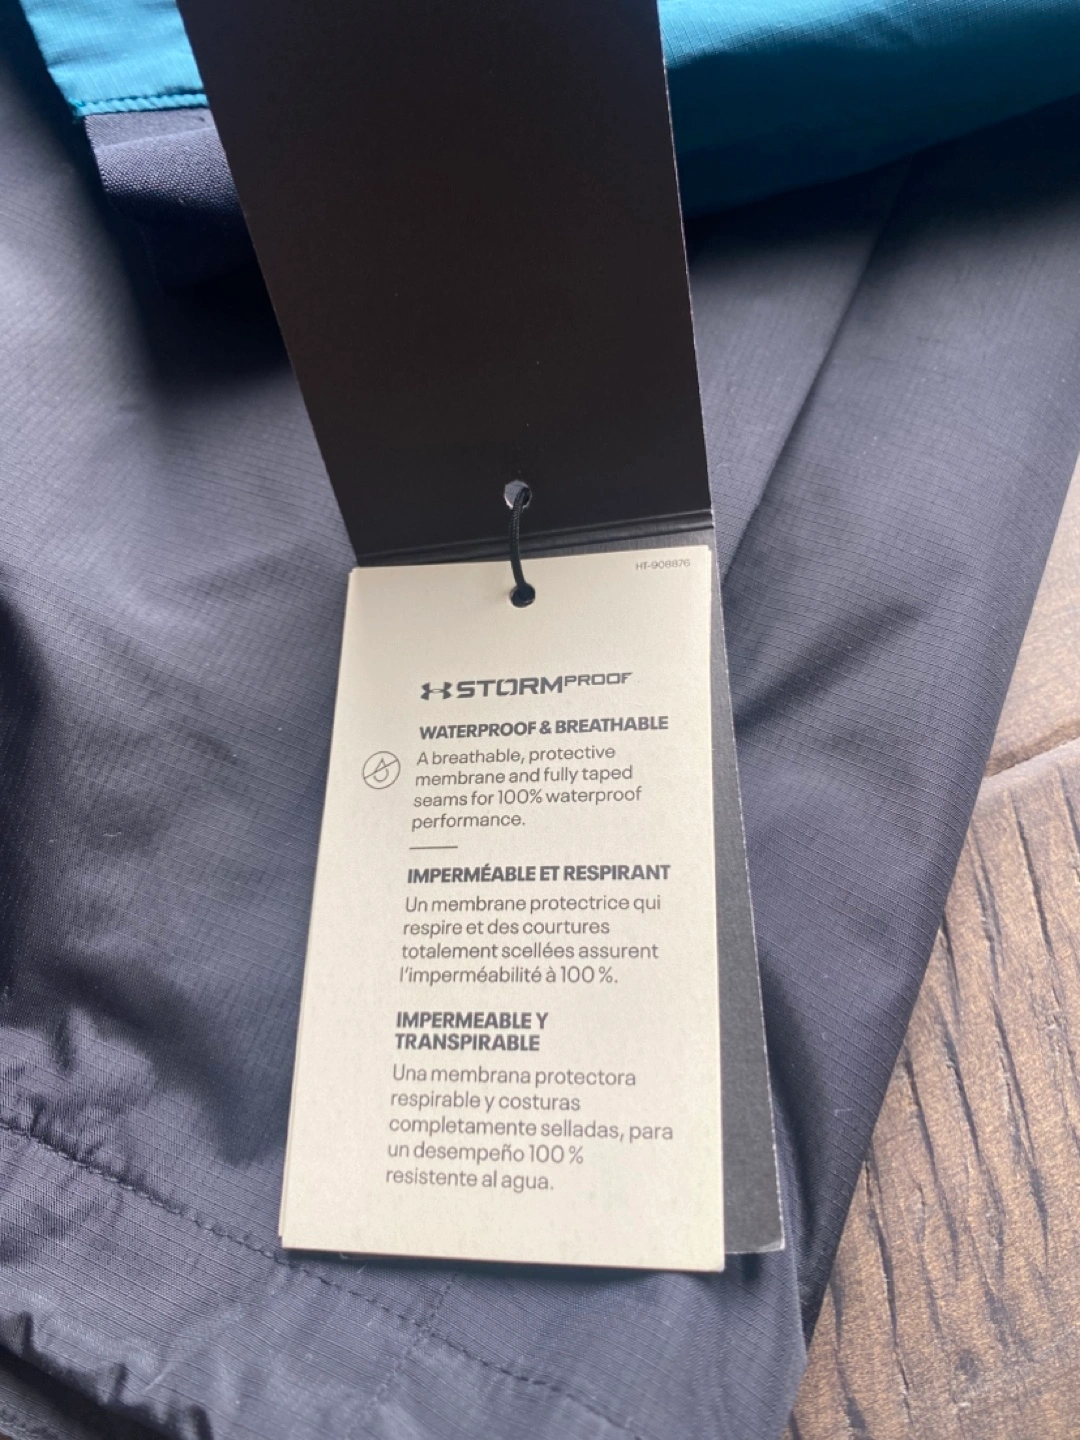 HT-908876
STORMPROOF
WATERPROOF & BREATHABLE
A breathable, protective
membrane and fully taped
seams for 100% waterproof
performance.
IMPERMÉABLE ET RESPIRANT
Un membrane protectrice qui
respire et des courtures
totalement scellées assurent
l'imperméabilité à 100 %.
IMPERMEABLE Y
TRANSPIRABLE
Una membrana protectora
respirable y costuras
completamente selladas, para
un desempeño 100 %
resistente al agua.